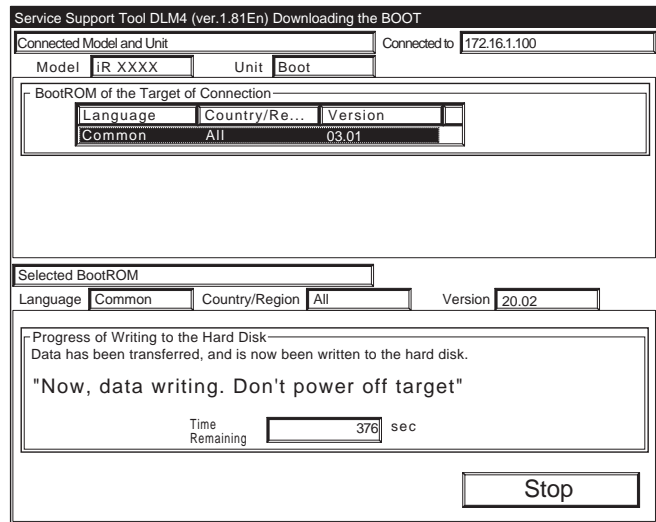 Service Support Tool DLM4 (ver.1.81En) Downloading the BOOT
Connected Model and Unit Connected to 172.16.1.100
Model iR XXXX Unit Boot
BootROM of the Target of Connection
Language Country/Re... Version
Common All 03.01
Selected BootROM
Language Common Country/Region All Version 20.02
Progress of Writing to the Hard Disk
Data has been transferred, and is now been written to the hard disk.
"Now, data writing. Don't power off target"
Time Remaining 376 sec
Stop